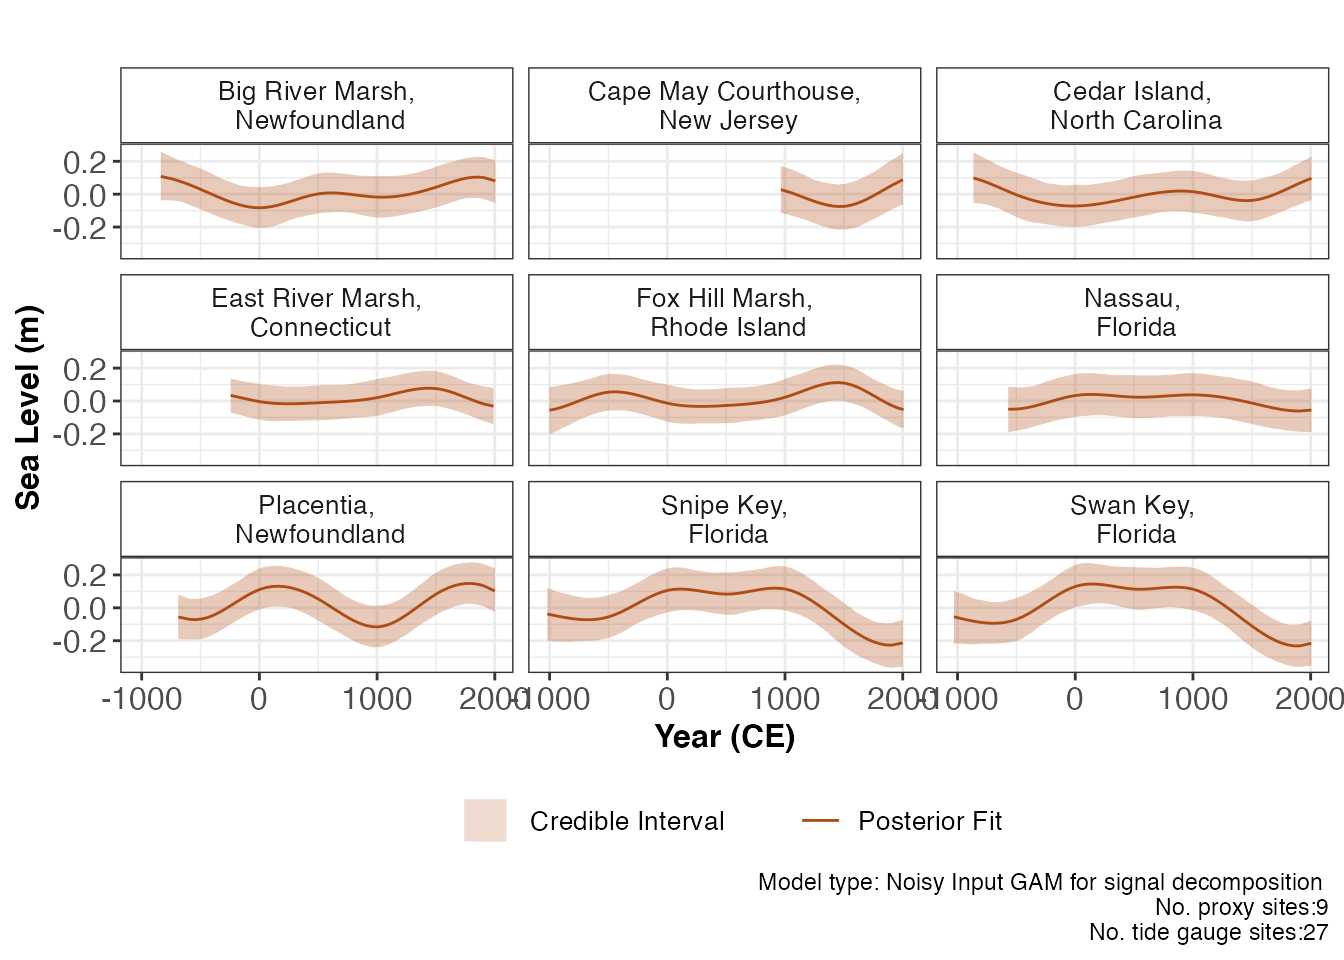 Big River Marsh,
Newfoundland
Cape May Courthouse,
New Jersey
Cedar Island,
North Carolina
0.2
0.0
-0.2
East River Marsh,
Connecticut
Fox Hill Marsh,
Rhode Island
Nassau,
Florida
0.2
0.0
-0.2
Sea Level (m)
Placentia,
Newfoundland
Snipe Key,
Florida
Swan Key,
Florida
0.2
0.0
-0.2
-1000 0 1000 2000 -1000 0 1000 2000 -1000 0 1000 2000
Year (CE)
Credible Interval Posterior Fit
Model type: Noisy Input GAM for signal decomposition
No. proxy sites:9
No. tide gauge sites:27